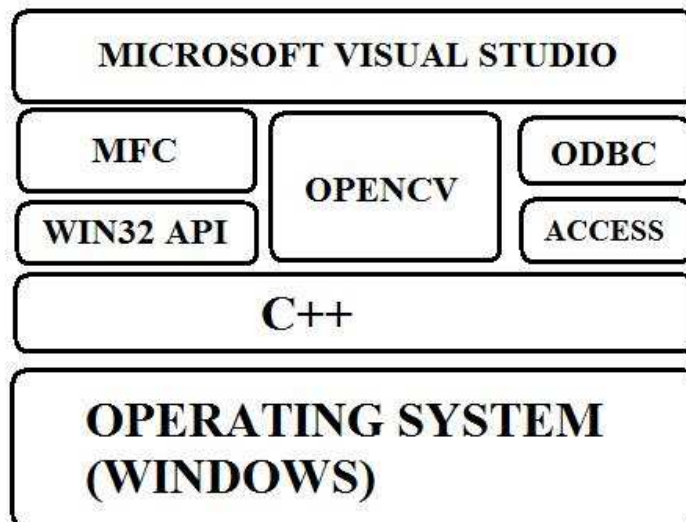 MICROSOFT VISUAL STUDIO
MFC
OPENCV
ODBC
WIN32 API
ACCESS
C++
OPERATING SYSTEM
(WINDOWS)